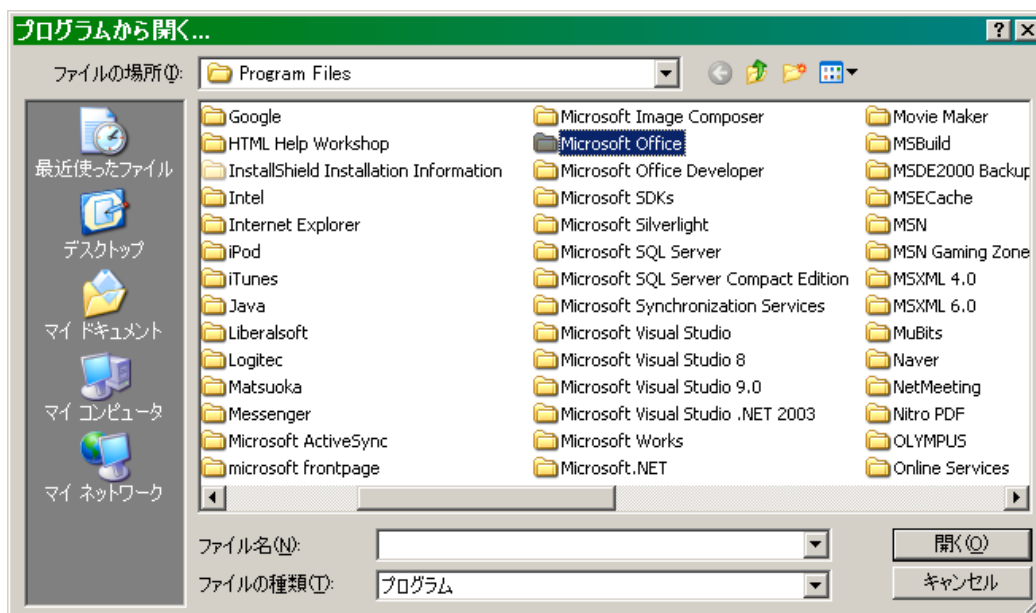 プログラムから開く...
ファイルの場所(I):
Program Files
最近使ったファイル
デスクトップ
マイ ドキュメント
マイ コンピュータ
マイ ネットワーク
Google
HTML Help Workshop
InstallShield Installation Information
Intel
Internet Explorer
iPod
iTunes
Java
Liberalsoft
Logitec
Matsuoka
Messenger
Microsoft ActiveSync
microsoft frontpage
Microsoft Image Composer
Microsoft Office
Microsoft Office Developer
Microsoft SDKs
Microsoft Silverlight
Microsoft SQL Server
Microsoft SQL Server Compact Edition
Microsoft Synchronization Services
Microsoft Visual Studio
Microsoft Visual Studio 8
Microsoft Visual Studio 9.0
Microsoft Visual Studio .NET 2003
Microsoft Works
Microsoft.NET
Movie Maker
MSBuild
MSDE2000 Backup
MSECache
MSN
MSN Gaming Zone
MSXML 4.0
MSXML 6.0
MuBits
Naver
NetMeeting
Nitro PDF
OLYMPUS
Online Services
ファイル名(N):
開く(O)
ファイルの種類(T):
プログラム
キャンセル